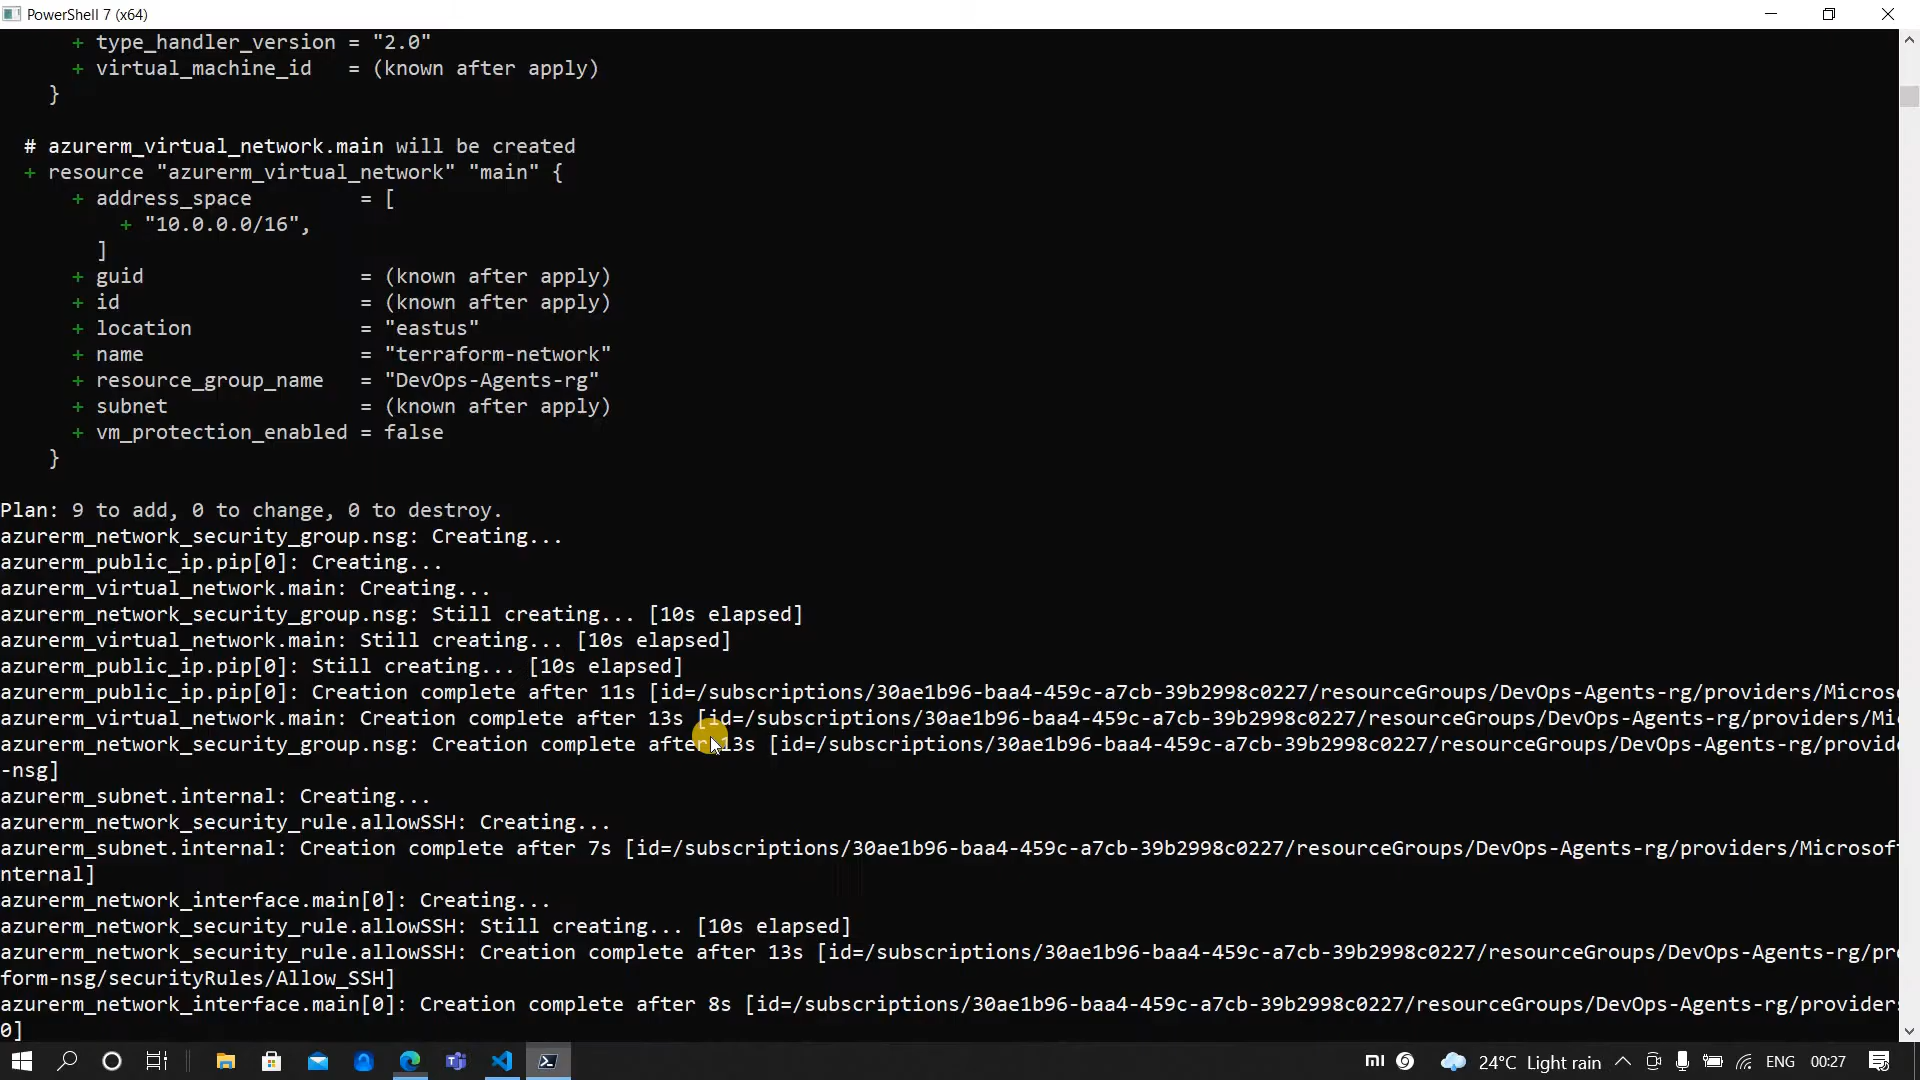 PowerShell 7 (x64)
+ type_handler_version = "2.0"
+ virtual_machine_id   = (known after apply)
}
# azurerm_virtual_network.main will be created
+ resource "azurerm_virtual_network" "main" {
+ address_space         = [
+ "10.0.0.0/16",
]
+ guid                  = (known after apply)
+ id                    = (known after apply)
+ location              = "eastus"
+ name                  = "terraform-network"
+ resource_group_name   = "DevOps-Agents-rg"
+ subnet                = (known after apply)
+ vm_protection_enabled = false
}
Plan: 9 to add, 0 to change, 0 to destroy.
azurerm_network_security_group.nsg: Creating...
azurerm_public_ip.pip[0]: Creating...
azurerm_virtual_network.main: Creating...
azurerm_network_security_group.nsg: Still creating... [10s elapsed]
azurerm_virtual_network.main: Still creating... [10s elapsed]
azurerm_public_ip.pip[0]: Still creating... [10s elapsed]
azurerm_public_ip.pip[0]: Creation complete after 11s [id=/subscriptions/30ae1b96-baa4-459c-a7cb-39b2998c0227/resourceGroups/DevOps-Agents-rg/providers/Microso
azurerm_virtual_network.main: Creation complete after 13s [id=/subscriptions/30ae1b96-baa4-459c-a7cb-39b2998c0227/resourceGroups/DevOps-Agents-rg/providers/Mi
azurerm_network_security_group.nsg: Creation complete after 13s [id=/subscriptions/30ae1b96-baa4-459c-a7cb-39b2998c0227/resourceGroups/DevOps-Agents-rg/provid
-nsg]
azurerm_subnet.internal: Creating...
azurerm_network_security_rule.allowSSH: Creating...
azurerm_subnet.internal: Creation complete after 7s [id=/subscriptions/30ae1b96-baa4-459c-a7cb-39b2998c0227/resourceGroups/DevOps-Agents-rg/providers/Microsof
nternal]
azurerm_network_interface.main[0]: Creating...
azurerm_network_security_rule.allowSSH: Still creating... [10s elapsed]
azurerm_network_security_rule.allowSSH: Creation complete after 13s [id=/subscriptions/30ae1b96-baa4-459c-a7cb-39b2998c0227/resourceGroups/DevOps-Agents-rg/pr
form-nsg/securityRules/Allow_SSH]
azurerm_network_interface.main[0]: Creation complete after 8s [id=/subscriptions/30ae1b96-baa4-459c-a7cb-39b2998c0227/resourceGroups/DevOps-Agents-rg/providers
0]
24°C Light rain ENG 00:27